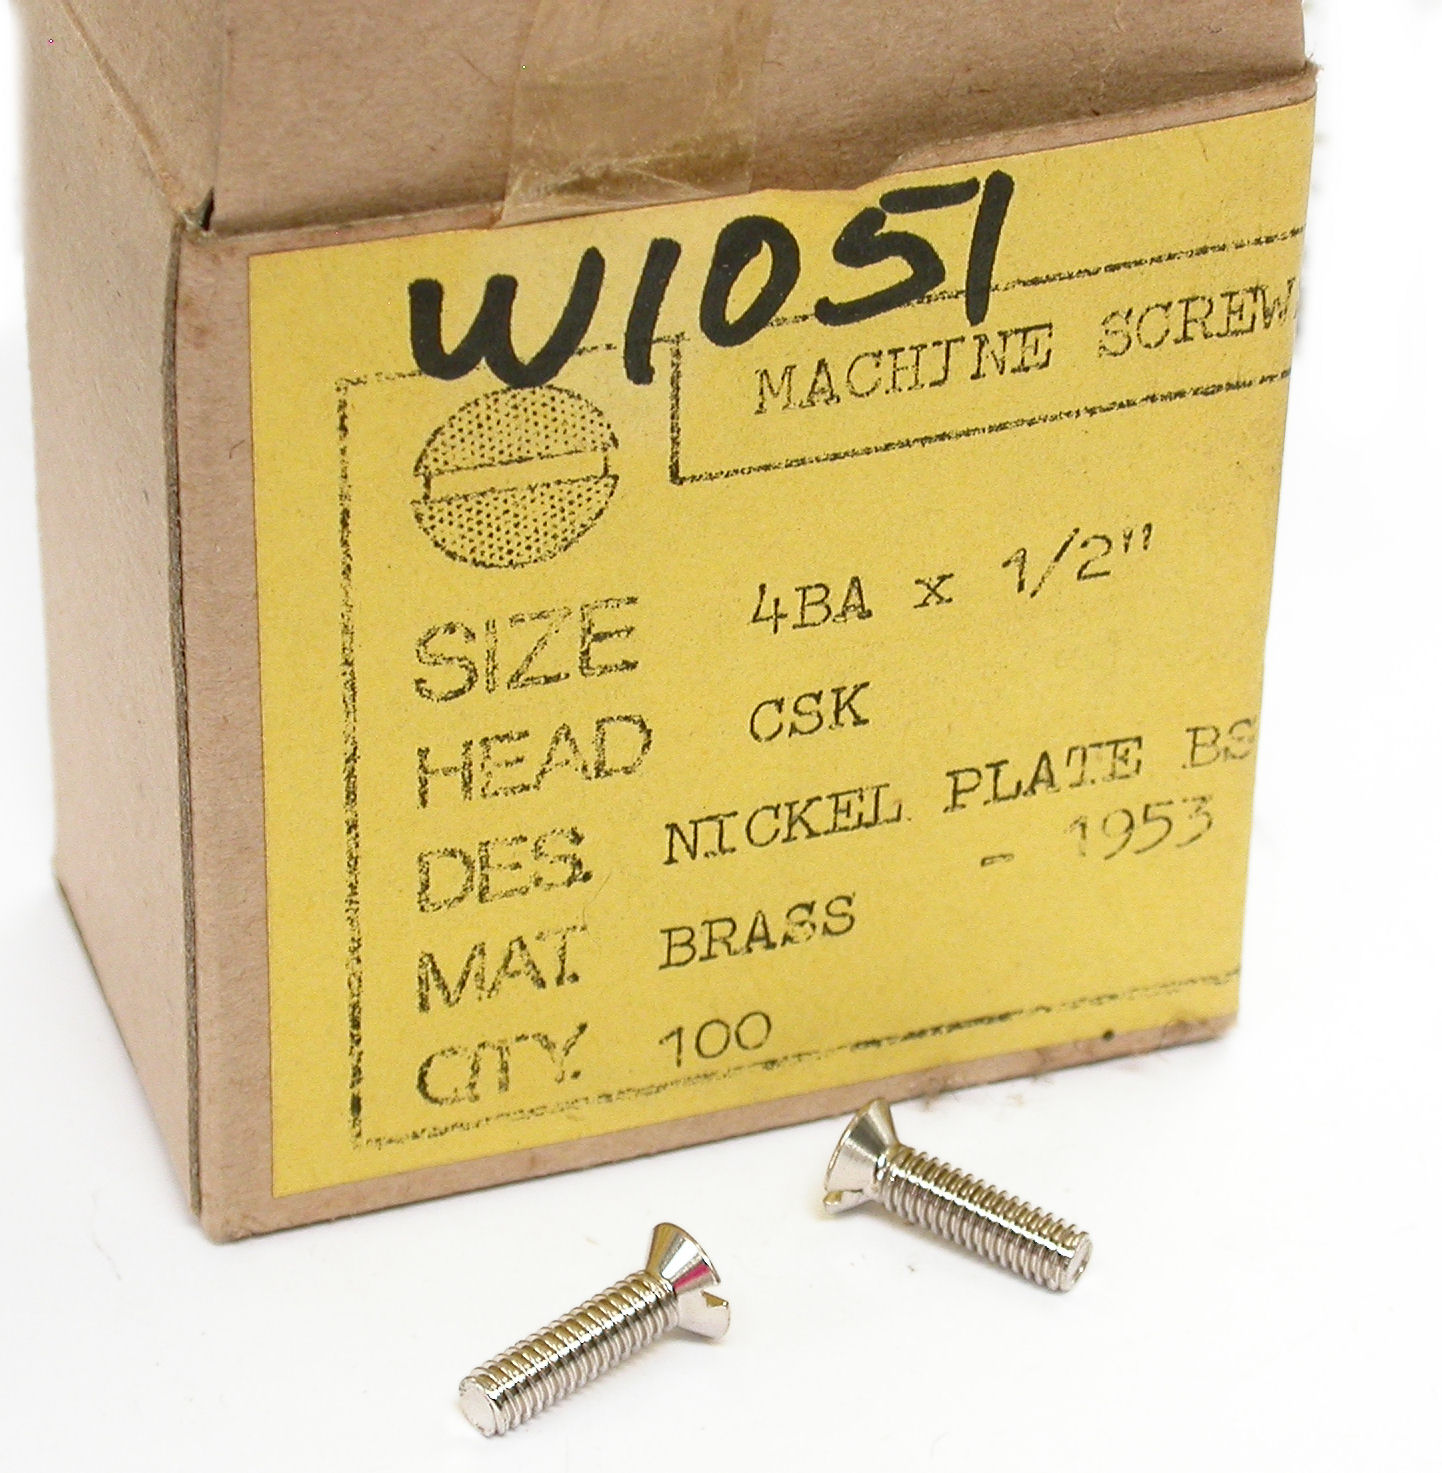 W1051
MACHINE SCREW
SIZE 4BA x 1/2"
HEAD CSK
DES. NICKEL PLATE BS
- 1953
MAT. BRASS
QTY. 100